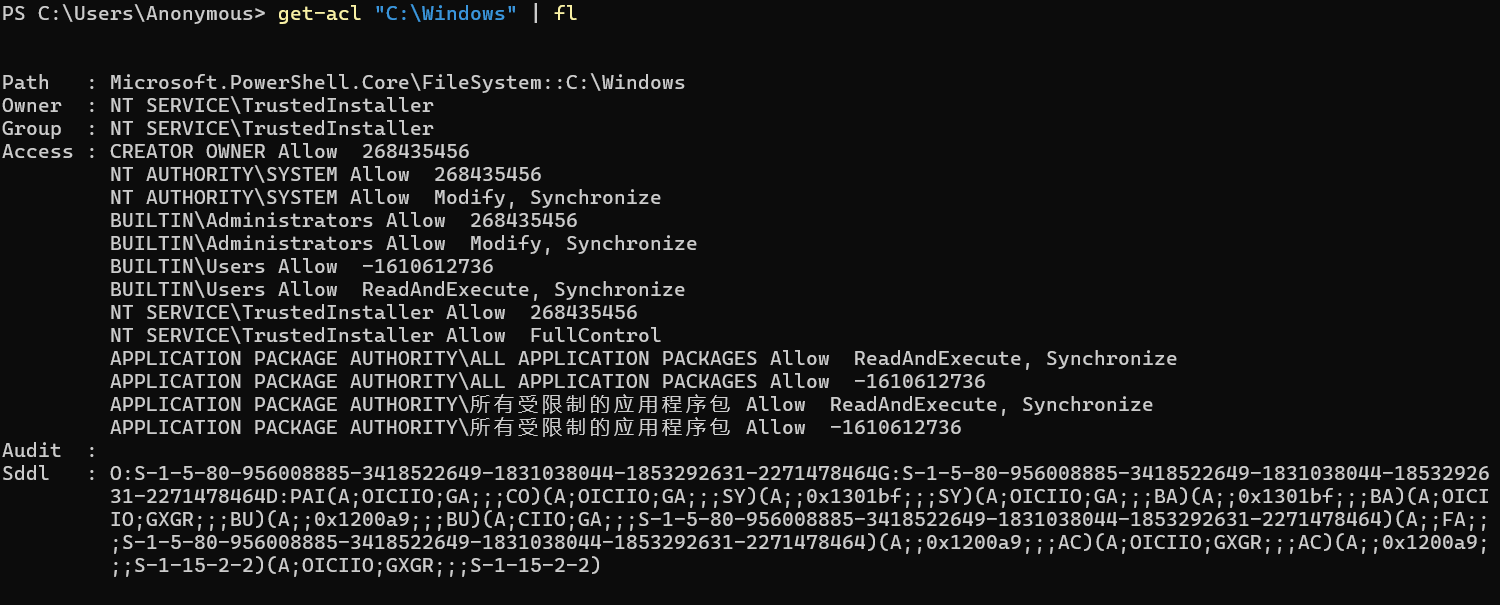 PS C:\Users\Anonymous> get-acl "C:\Windows" | fl
Path   : Microsoft.PowerShell.Core\FileSystem::C:\Windows
Owner  : NT SERVICE\TrustedInstaller
Group  : NT SERVICE\TrustedInstaller
Access : CREATOR OWNER Allow  268435456
         NT AUTHORITY\SYSTEM Allow  268435456
         NT AUTHORITY\SYSTEM Allow  Modify, Synchronize
         BUILTIN\Administrators Allow  268435456
         BUILTIN\Administrators Allow  Modify, Synchronize
         BUILTIN\Users Allow  -1610612736
         BUILTIN\Users Allow  ReadAndExecute, Synchronize
         NT SERVICE\TrustedInstaller Allow  268435456
         NT SERVICE\TrustedInstaller Allow  FullControl
         APPLICATION PACKAGE AUTHORITY\ALL APPLICATION PACKAGES Allow  ReadAndExecute, Synchronize
         APPLICATION PACKAGE AUTHORITY\ALL APPLICATION PACKAGES Allow  -1610612736
         APPLICATION PACKAGE AUTHORITY\所有受限制的应用程序包 Allow  ReadAndExecute, Synchronize
         APPLICATION PACKAGE AUTHORITY\所有受限制的应用程序包 Allow  -1610612736
Audit  :
Sddl   : O:S-1-5-80-956008885-3418522649-1831038044-1853292631-2271478464G:S-1-5-80-956008885-3418522649-1831038044-18532926
         31-2271478464D:PAI(A;OICIIO;GA;;;CO)(A;OICIIO;GA;;;SY)(A;;0x1301bf;;;SY)(A;OICIIO;GA;;;BA)(A;;0x1301bf;;;BA)(A;OICI
         IO;GXGR;;;BU)(A;;0x1200a9;;;BU)(A;CIIO;GA;;;S-1-5-80-956008885-3418522649-1831038044-1853292631-2271478464)(A;;FA;;
         ;S-1-5-80-956008885-3418522649-1831038044-1853292631-2271478464)(A;;0x1200a9;;;AC)(A;OICIIO;GXGR;;;AC)(A;;0x1200a9;
         ;;S-1-15-2-2)(A;OICIIO;GXGR;;;S-1-15-2-2)